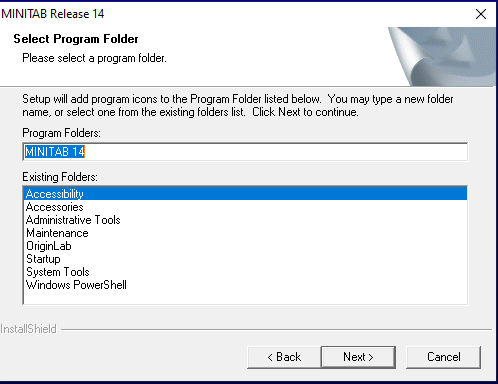 MINITAB Release 14
Select Program Folder
Please select a program folder.
Setup will add program icons to the Program Folder listed below. You may type a new folder
name, or select one from the existing folders list. Click Next to continue.
Program Folders:
MINITAB 14
Existing Folders:
Accessibility
Accessories
Administrative Tools
Maintenance
OriginLab
Startup
System Tools
Windows PowerShell
InstallShield
< Back
Next >
Cancel